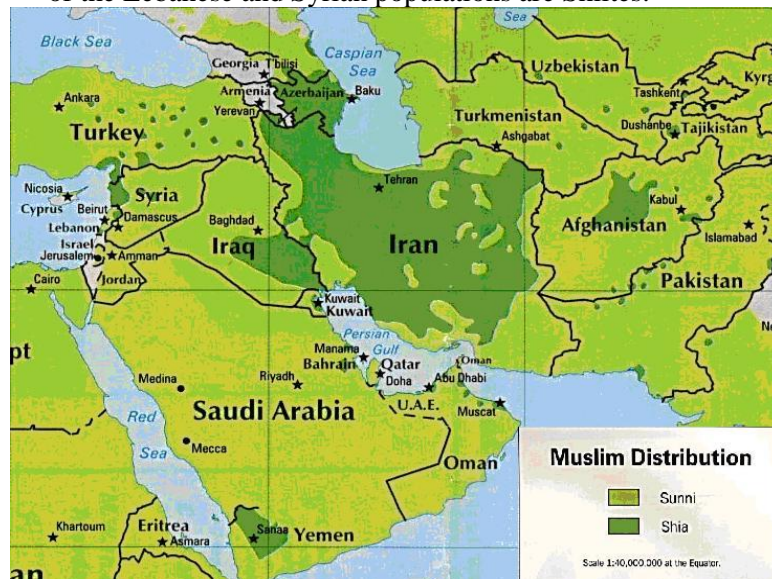 of the Lebanese and Syrian populations are Shiites.
Black Sea
Caspian
Sea
Sea
Georgia
T'bilisi
Armenia
Yerevan
Azerbaijan
Baku
Uzbekistan
Tashkent
Turkmenistan
Ashgabat
Dushanbe
Tajikistan
Ankara
Turkey
Tehran
Iran
Nicosia
Cyprus
Syria
Beirut
Damascus
Lebanon
Israel
Jerusalem
Amman
Jordan
Baghdad
Iraq
Kabul
Afghanistan
Islamabad
Pakistan
Cairo
Kuwait
Kuwait
Persian
Gulf
Manama
Bahrain
Qatar
Doha
Oman
Abu Dhabi
U.A.E.
Muscat
Medina
Riyadh
Saudi Arabia
Mecca
Red
Sea
Oman
Khartoum
Eritrea
Asmara
Sanaa
Yemen
Muslim Distribution
Sunni
Shia
Scale 1:40,000,000 at the Equator.